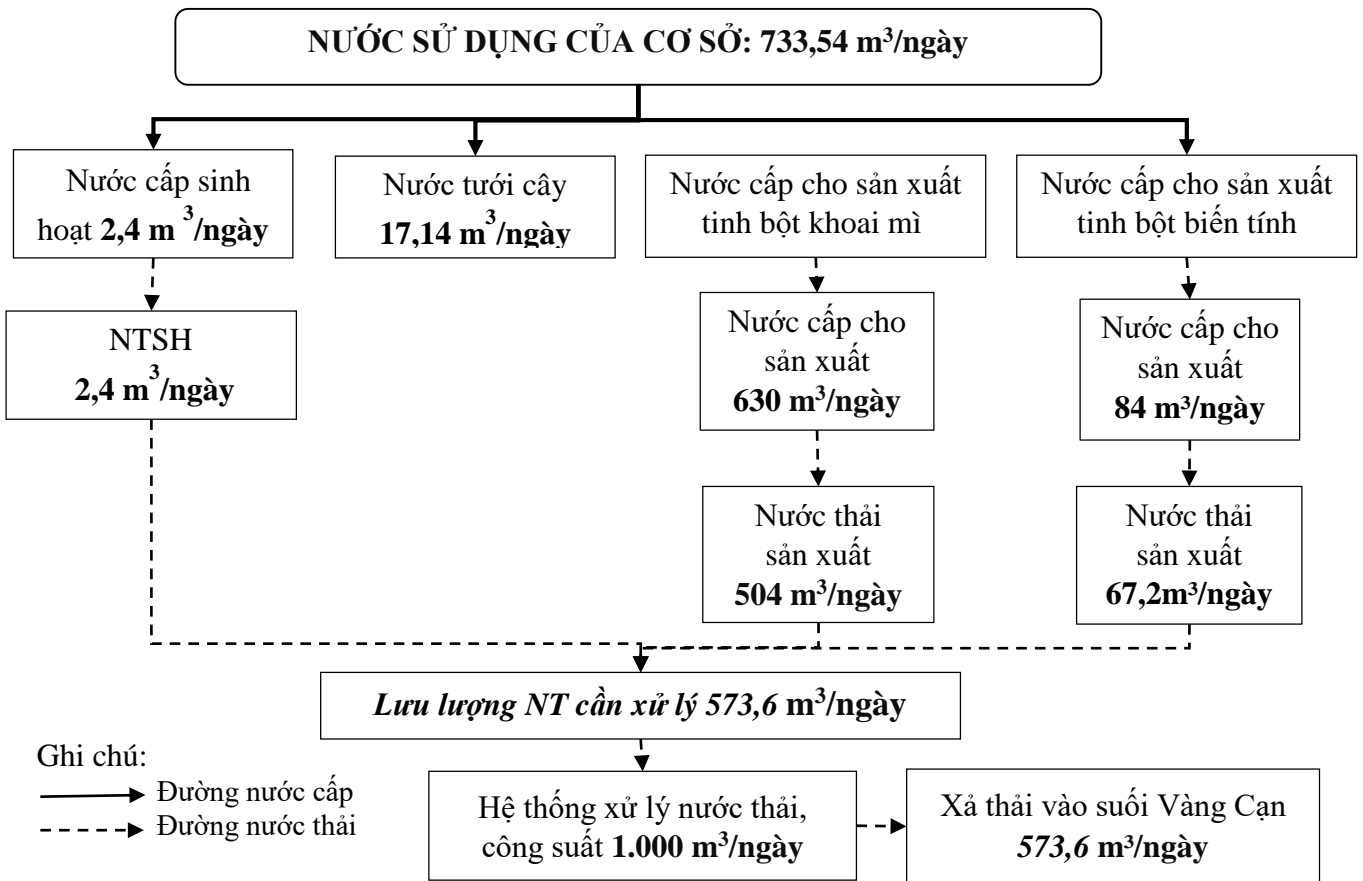 NƯỚC SỬ DỤNG CỦA CƠ SỞ: 733,54 m³/ngày
Nước cấp sinh
hoạt 2,4 m ³/ngày
Nước tưới cây
17,14 m³/ngày
Nước cấp cho sản xuất
tinh bột khoai mì
Nước cấp cho sản xuất
tinh bột biến tính
NTSH
2,4 m³/ngày
Nước cấp cho
sản xuất
630 m³/ngày
Nước cấp cho
sản xuất
84 m³/ngày
Nước thải
sản xuất
504 m³/ngày
Nước thải
sản xuất
67,2m³/ngày
Lưu lượng NT cần xử lý 573,6 m³/ngày
Ghi chú:
Đường nước cấp
Đường nước thải
Hệ thống xử lý nước thải,
công suất 1.000 m³/ngày
Xả thải vào suối Vàng Cạn
573,6 m³/ngày